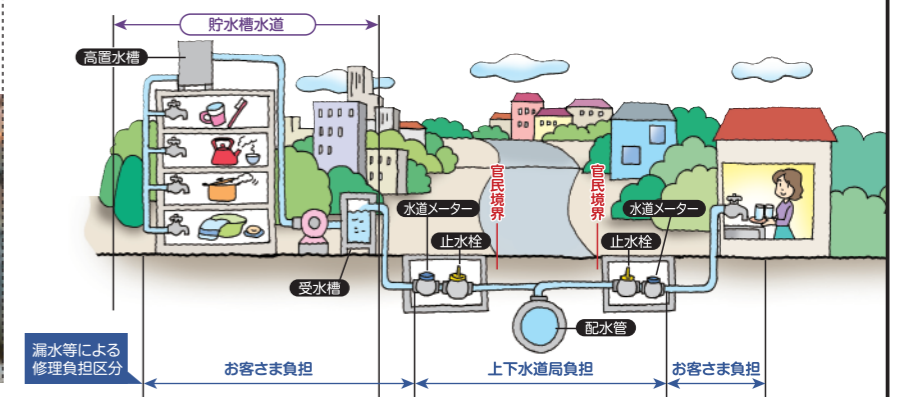 貯水槽水道
高置水槽
官民境界
官民境界
水道メーター
水道メーター
止水栓
止水栓
受水槽
配水管
漏水等による
修理負担区分
お客さま負担
上下水道局負担
お客さま負担